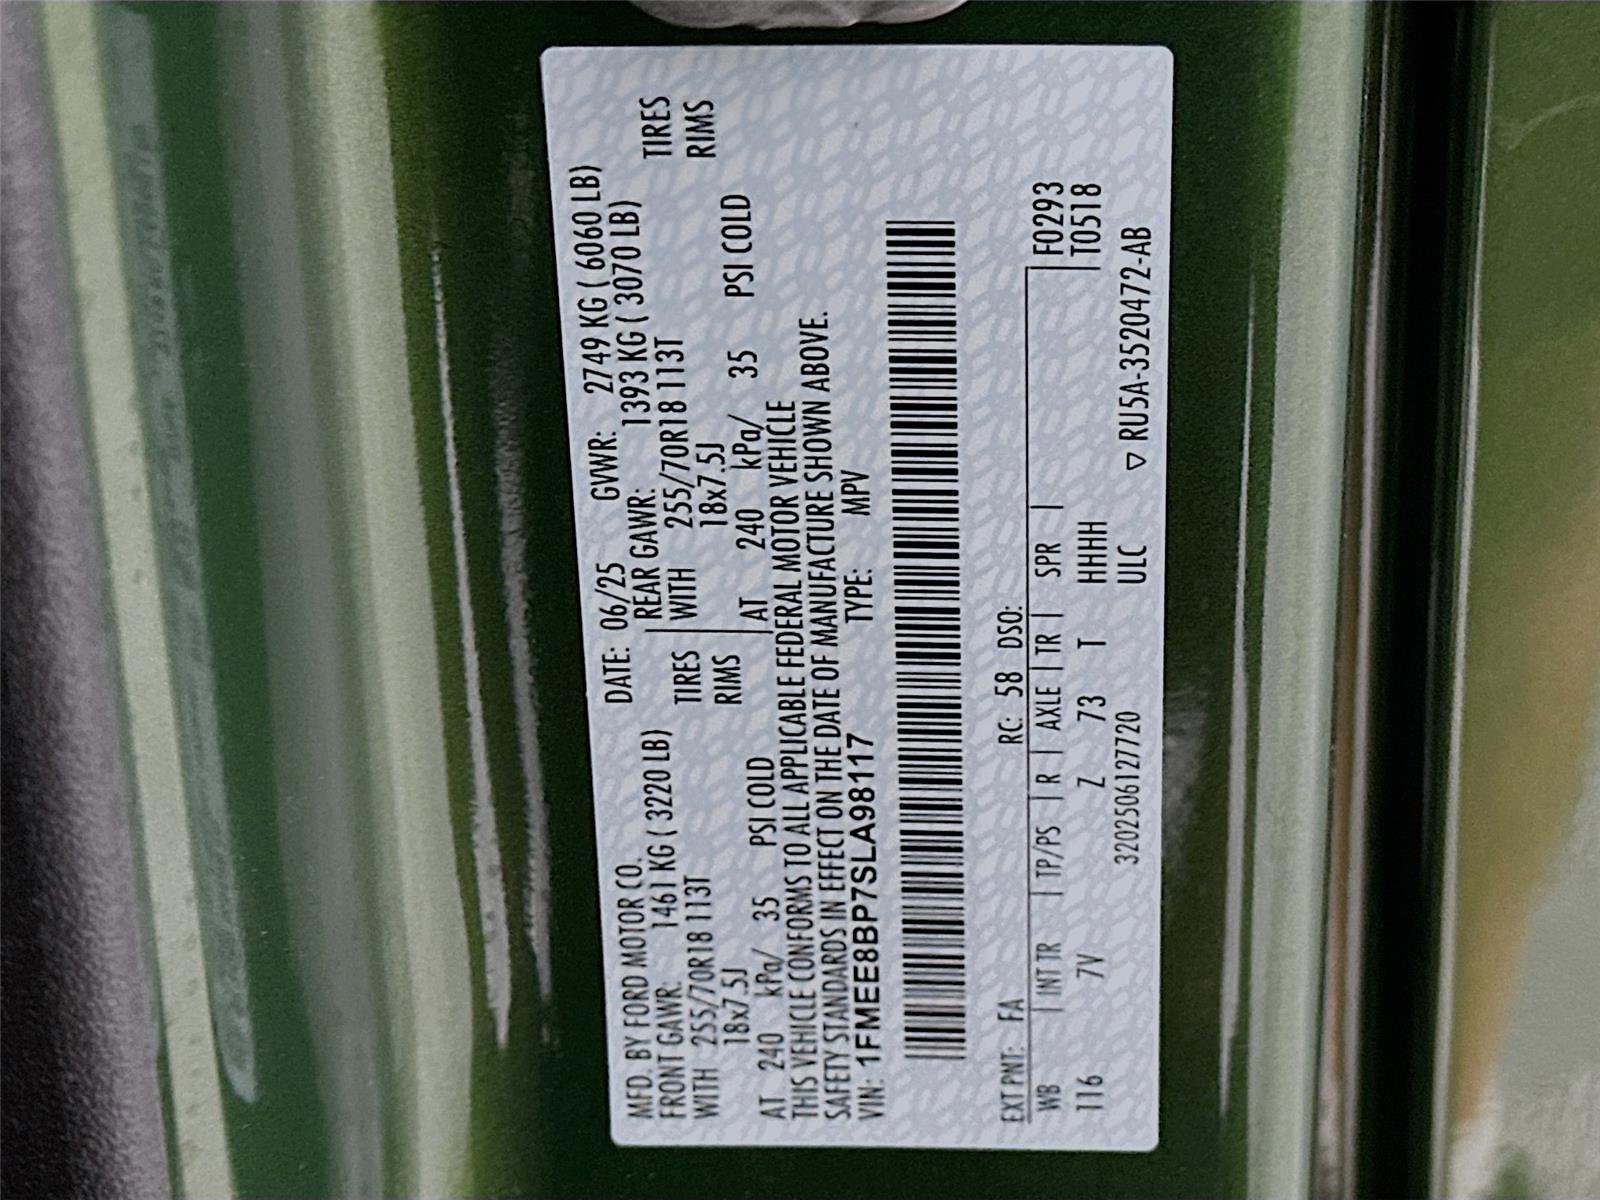 MFD. BY FORD MOTOR CO. DATE: 06/25 GVWR: 2749 KG ( 6060 LB)
FRONT GAWR: 1461 KG ( 3220 LB) REAR GAWR: 1393 KG ( 3070 LB)
WITH 255/70R18 113T TIRES WITH 255/70R18 113T TIRES
18x7.5J RIMS 18x7.5J RIMS
AT 240 kPa/ 35 PSI COLD AT 240 kPa/ 35 PSI COLD
THIS VEHICLE CONFORMS TO ALL APPLICABLE FEDERAL MOTOR VEHICLE
SAFETY STANDARDS IN EFFECT ON THE DATE OF MANUFACTURE SHOWN ABOVE.
VIN: 1FMEE8BP7SLA98117 TYPE: MPV
EXT PNT: FA RC: 58 DSO: F0293
WB | INT TR | TP/PS | R | AXLE | TR | SPR | T0518
116 7V Z 73 T HHHH
3202506127720 ULC ▽ RU5A-3520472-AB